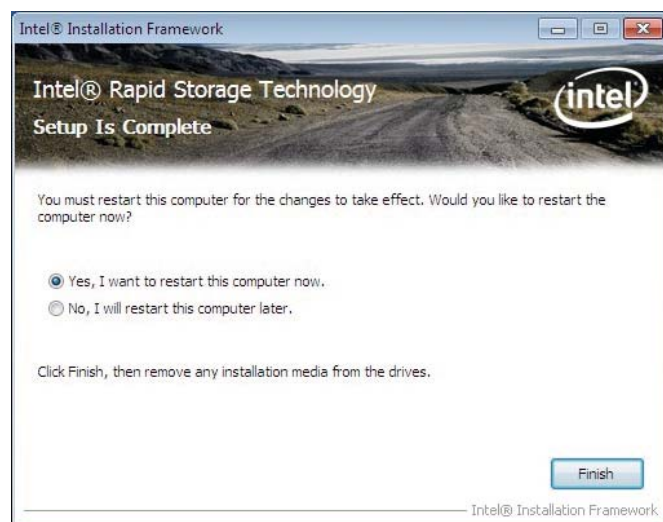 Intel® Installation Framework
Intel® Rapid Storage Technology
intel
Setup Is Complete
You must restart this computer for the changes to take effect. Would you like to restart the
computer now?
Yes, I want to restart this computer now.
No, I will restart this computer later.
Click Finish, then remove any installation media from the drives.
Finish
Intel® Installation Framework